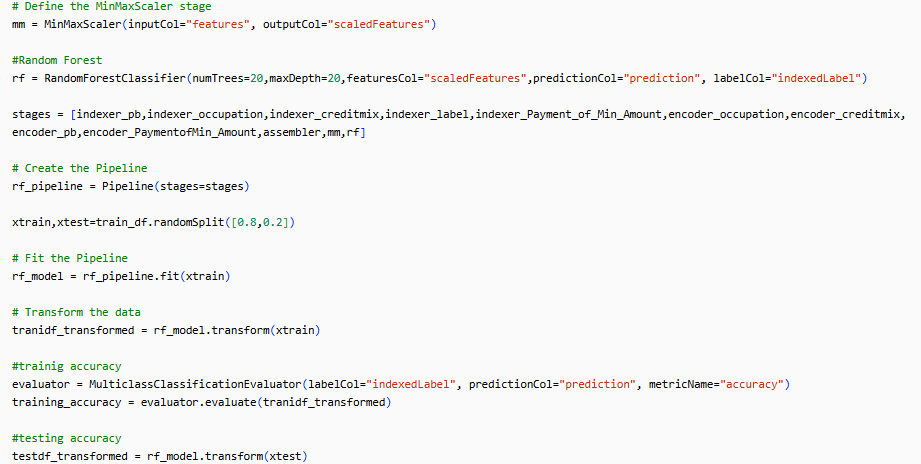 # Define the MinMaxScaler stage
mm = MinMaxScaler(inputCol="features", outputCol="scaledFeatures")
#Random Forest
rf = RandomForestClassifier(numTrees=20,maxDepth=20,featuresCol="scaledFeatures",predictionCol="prediction", labelCol="indexedLabel")
stages = [indexer_pb,indexer_occupation,indexer_creditmix,indexer_label,indexer_Payment_of_Min_Amount,encoder_occupation,encoder_creditmix,
encoder_pb,encoder_PaymentofMin_Amount,assembler,mm,rf]
# Create the Pipeline
rf_pipeline = Pipeline(stages=stages)
xtrain,xtest=train_df.randomSplit([0.8,0.2])
# Fit the Pipeline
rf_model = rf_pipeline.fit(xtrain)
# Transform the data
tranidf_transformed = rf_model.transform(xtrain)
#trainig accuracy
evaluator = MulticlassClassificationEvaluator(labelCol="indexedLabel", predictionCol="prediction", metricName="accuracy")
training_accuracy = evaluator.evaluate(tranidf_transformed)
#testing accuracy
testdf_transformed = rf_model.transform(xtest)